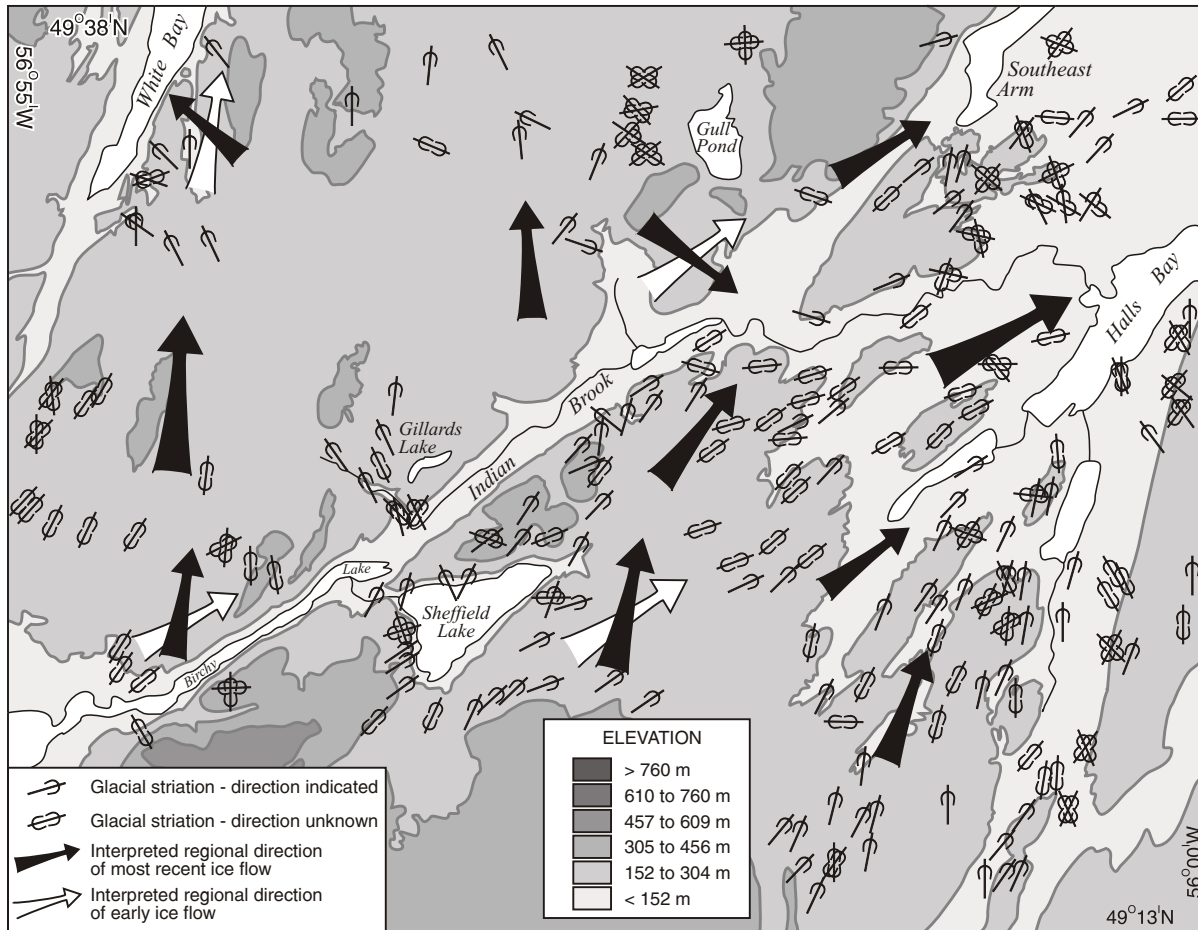 49°38'N
56°55'W
White Bay
Gull
Pond
Southeast
Arm
Halls Bay
Indian Brook
Gillards
Lake
Birchy Lake
Sheffield
Lake
ELEVATION
> 760 m
610 to 760 m
457 to 609 m
305 to 456 m
152 to 304 m
< 152 m
Glacial striation - direction indicated
Glacial striation - direction unknown
Interpreted regional direction
of most recent ice flow
Interpreted regional direction
of early ice flow
56°00'W
49°13'N